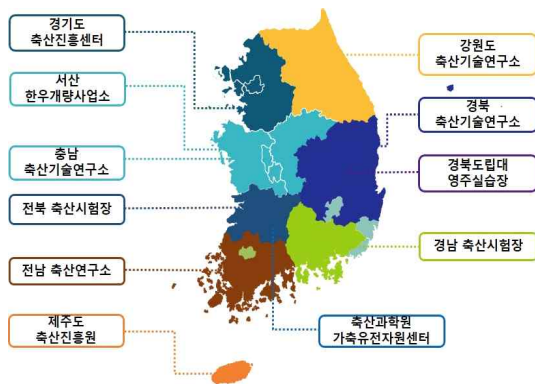 경기도
축산진흥센터
서산
한우개량사업소
충남
축산기술연구소
전북 축산시험장
전남 축산연구소
제주도
축산진흥원
강원도
축산기술연구소
경북
축산기술연구소
경북도립대
영주실습장
경남 축산시험장
축산과학원
가축유전자원센터